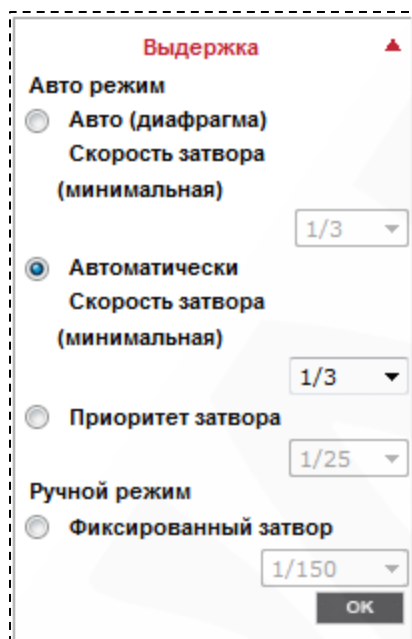 Выдержка
Авто режим
Авто (диафрагма)
Скорость затвора
(минимальная)
1/3
Автоматически
Скорость затвора
(минимальная)
1/3
Приоритет затвора
1/25
Ручной режим
Фиксированный затвор
1/150
OK